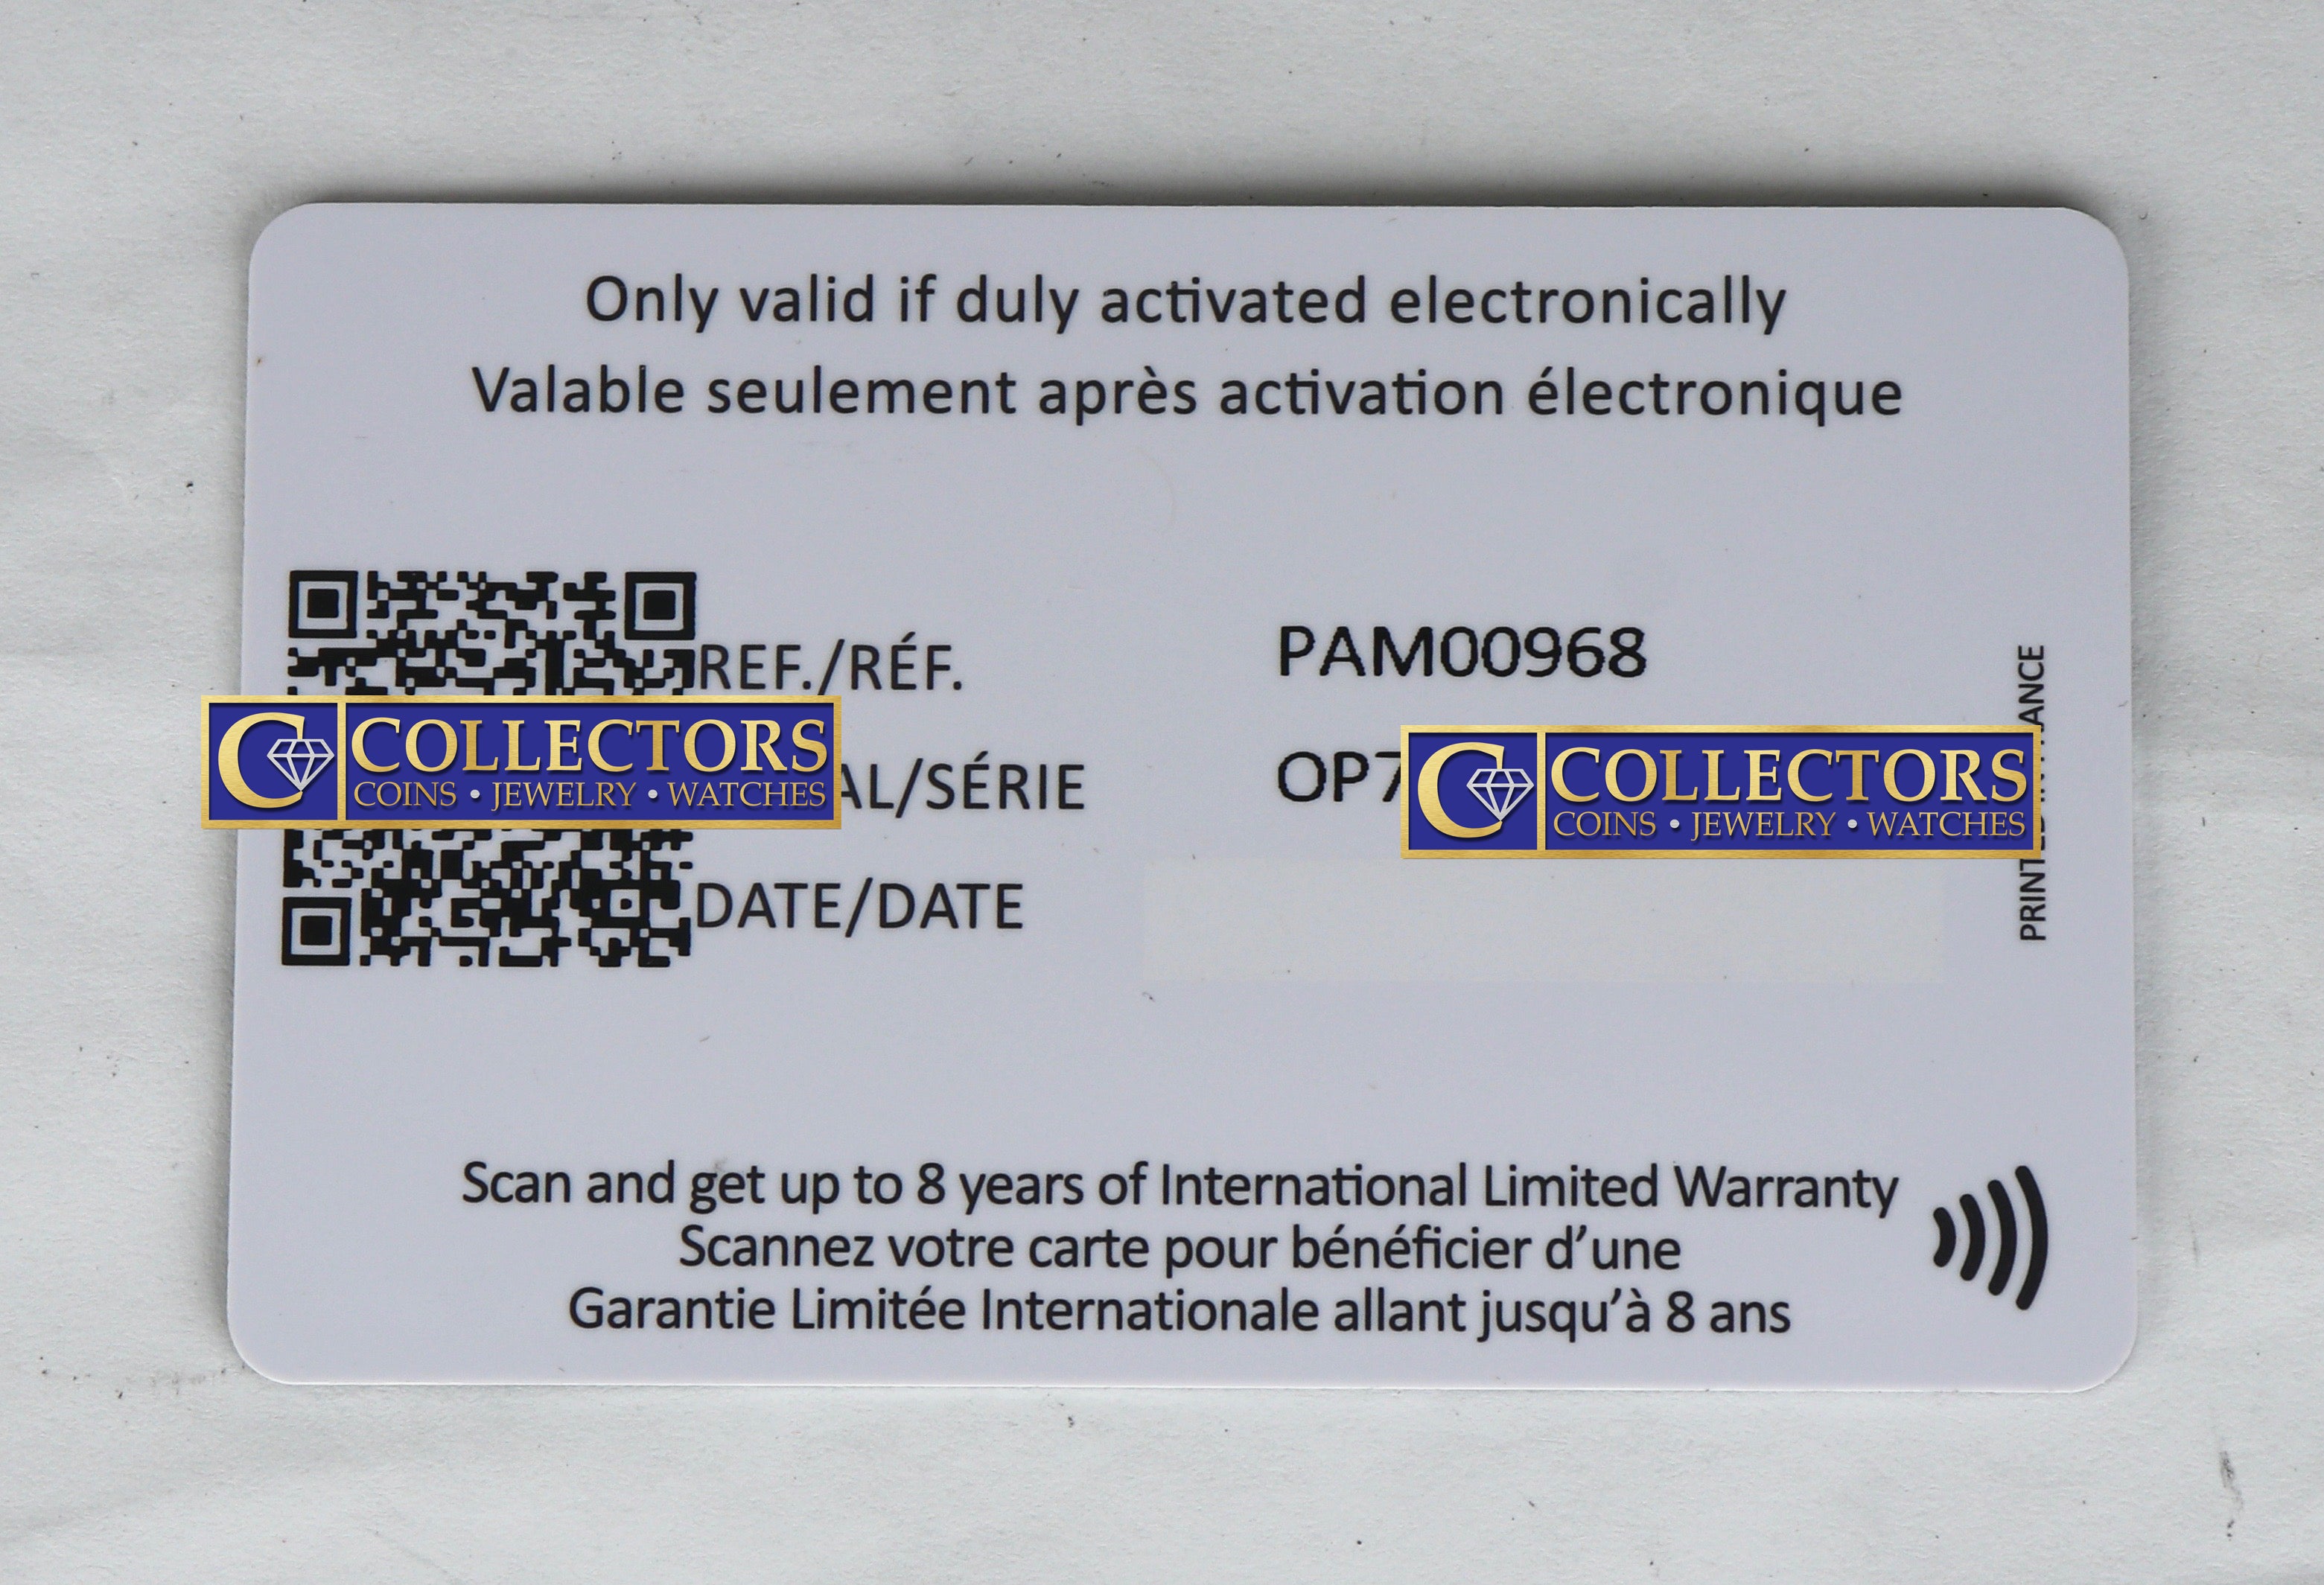 Only valid if duly activated electronically
Valable seulement après activation électronique
REF./RÉF. PAM00968
AL/SÉRIE OP7
DATE/DATE
COLLECTORS
COINS • JEWELRY • WATCHES
COLLECTORS
COINS • JEWELRY • WATCHES
Scan and get up to 8 years of International Limited Warranty
Scannez votre carte pour bénéficier d’une
Garantie Limitée Internationale allant jusqu’à 8 ans